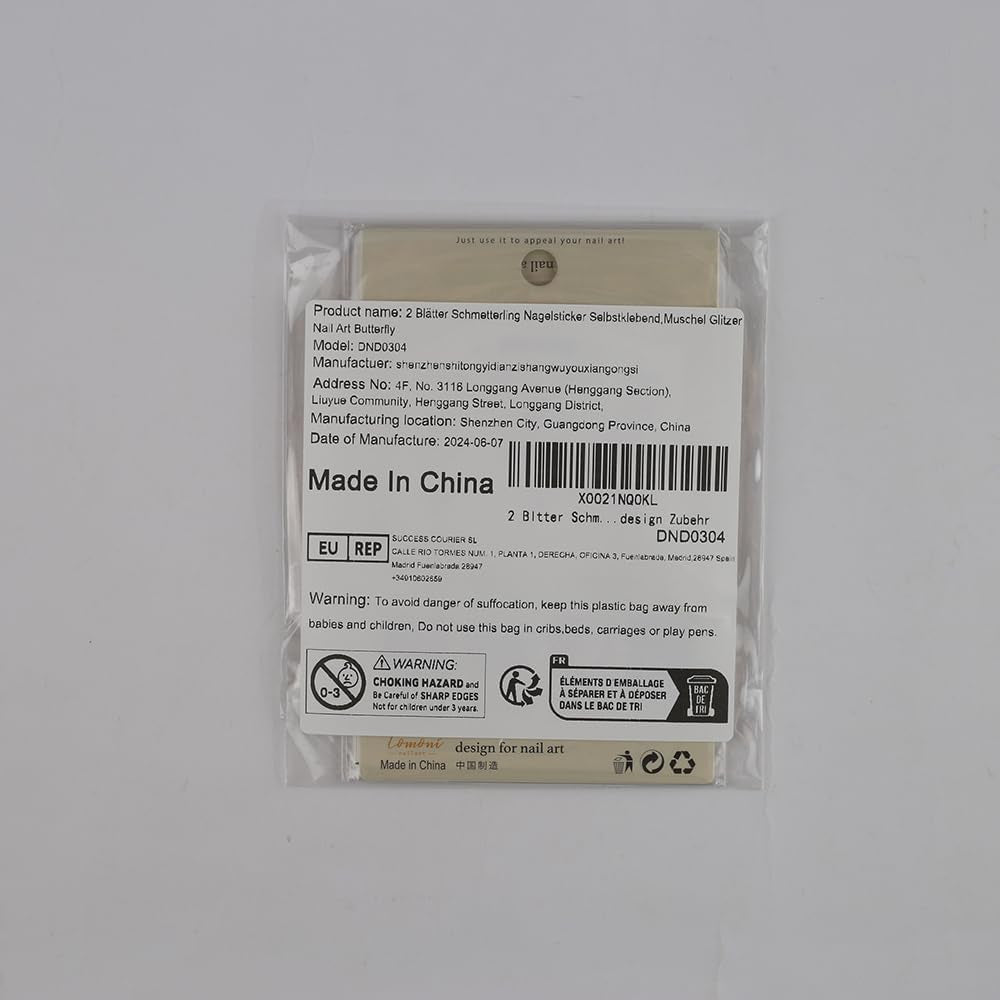 Just use it to appeal your nail art!
nail a
Product name: 2 Blätter Schmetterling Nagelsticker Selbstklebend,Muschel Glitzer
Nail Art Butterfly
Model: DND0304
Manufactuer: shenzhenshitongyidianzishangwuyouxiangongsi
Address No: 4F, No. 3116 Longgang Avenue (Henggang Section),
Liuyue Community, Henggang Street, Longgang District,
Manufacturing location: Shenzhen City, Guangdong Province, China
Date of Manufacture: 2024-06-07
Made In China
X0021NQ0KL
2 Bltter Schm...design Zubehr
DND0304
EU REP
SUCCESS COURIER SL
CALLE RIO TORMES NUM. 1, PLANTA 1, DERECHA, OFICINA 3, Fuenlabrada, Madrid,28947 Spain
Madrid Fuenlabrada 28947
+34910602659
Warning: To avoid danger of suffocation, keep this plastic bag away from
babies and children, Do not use this bag in cribs,beds, carriages or play pens.
0-3
WARNING:
CHOKING HAZARD and
Be Careful of SHARP EDGES
Not for children under 3 years.
FR
ÉLÉMENTS D'EMBALLAGE
À SÉPARER ET À DÉPOSER
DANS LE BAC DE TRI
BAC
DE
TRI
Lomoni
design for nail art
Made in China 中国制造